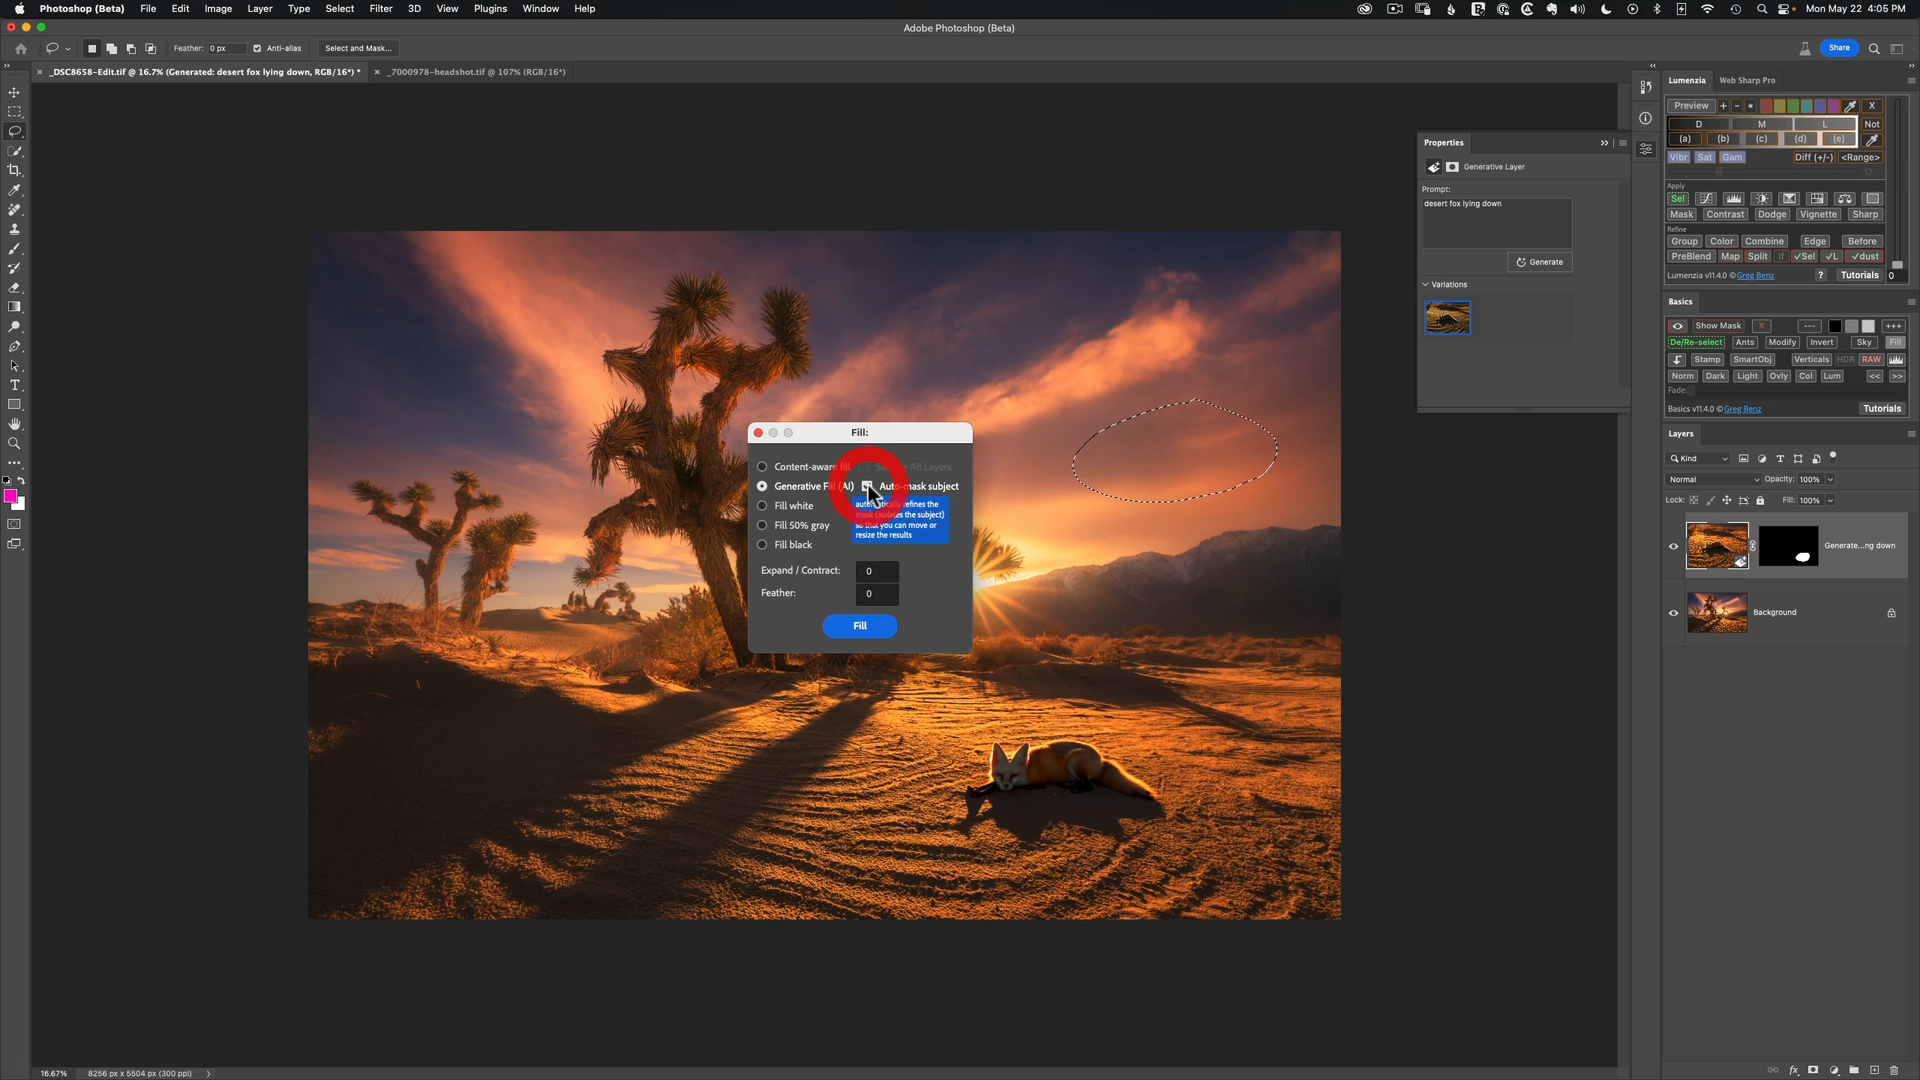 Photoshop (Beta) File Edit Image Layer Type Select Filter 3D View Plugins Window Help
Mon May 22 4:05 PM
Adobe Photoshop (Beta)
Feather: 0 px Anti-alias Select and Mask... Share
_DSC8658-Edit.tif @ 16.7% (Generated: desert fox lying down, RGB/16*) *
_7000978-headshot.tif @ 107% (RGB/16*)
Lumenzia Web Sharp Pro
Preview + - * X
D M L Not
(a) (b) (c) (d) (e)
Vibr Sat Gam Diff (+/-) <Range>
17
Apply
Sel
Mask Contrast Dodge Vignette Sharp
Refine
Group Color Combine Edge Before
PreBlend Map Split If ✓Sel ✓L ✓dust
Lumenzia v11.4.0 © Greg Benz ? Tutorials 0
Basics
Show Mask X --- +++
De/Re-select Ants Modify Invert Sky Fill
Stamp SmartObj Verticals HDR RAW
Norm Dark Light Ovly Col Lum << >>
Fade:
Basics v11.4.0 © Greg Benz Tutorials
Layers
Kind
Normal Opacity: 100%
Lock: Fill: 100%
Generate...ng down
Background
Properties
Generative Layer
Prompt:
desert fox lying down
Generate
Variations
Fill:
Content-aware fill
Generative Fill (AI) Auto-mask subject
Fill white
Fill 50% gray
Fill black
refines the
so that you can move or
resize the results
Expand / Contract: 0
Feather: 0
Fill
16.67% 8256 px x 5504 px (300 ppi)